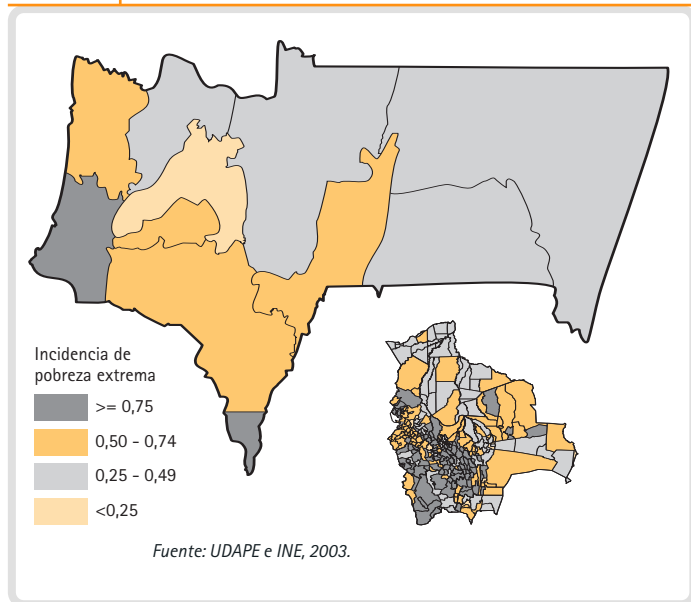 Incidencia de
pobreza extrema
>= 0,75
0,50 - 0,74
0,25 - 0,49
<0,25
Fuente: UDAPE e INE, 2003.